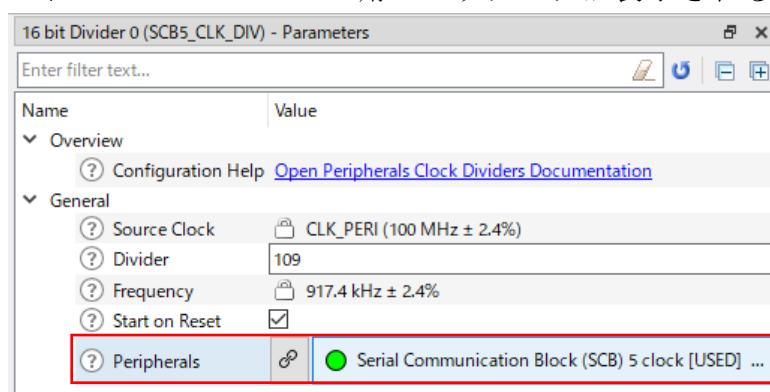 16 bit Divider 0 (SCB5_CLK_DIV) - Parameters
Enter filter text...
Name Value
Overview
Configuration Help Open Peripherals Clock Dividers Documentation
General
Source Clock CLK_PERI (100 MHz ± 2.4%)
Divider 109
Frequency 917.4 kHz ± 2.4%
Start on Reset
Peripherals Serial Communication Block (SCB) 5 clock [USED] ...